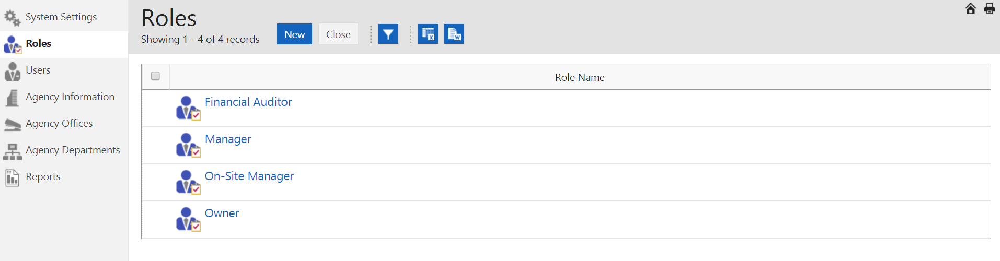 System Settings
Roles
Users
Agency Information
Agency Offices
Agency Departments
Reports
Roles
Showing 1 - 4 of 4 records
New
Close
Role Name
Financial Auditor
Manager
On-Site Manager
Owner